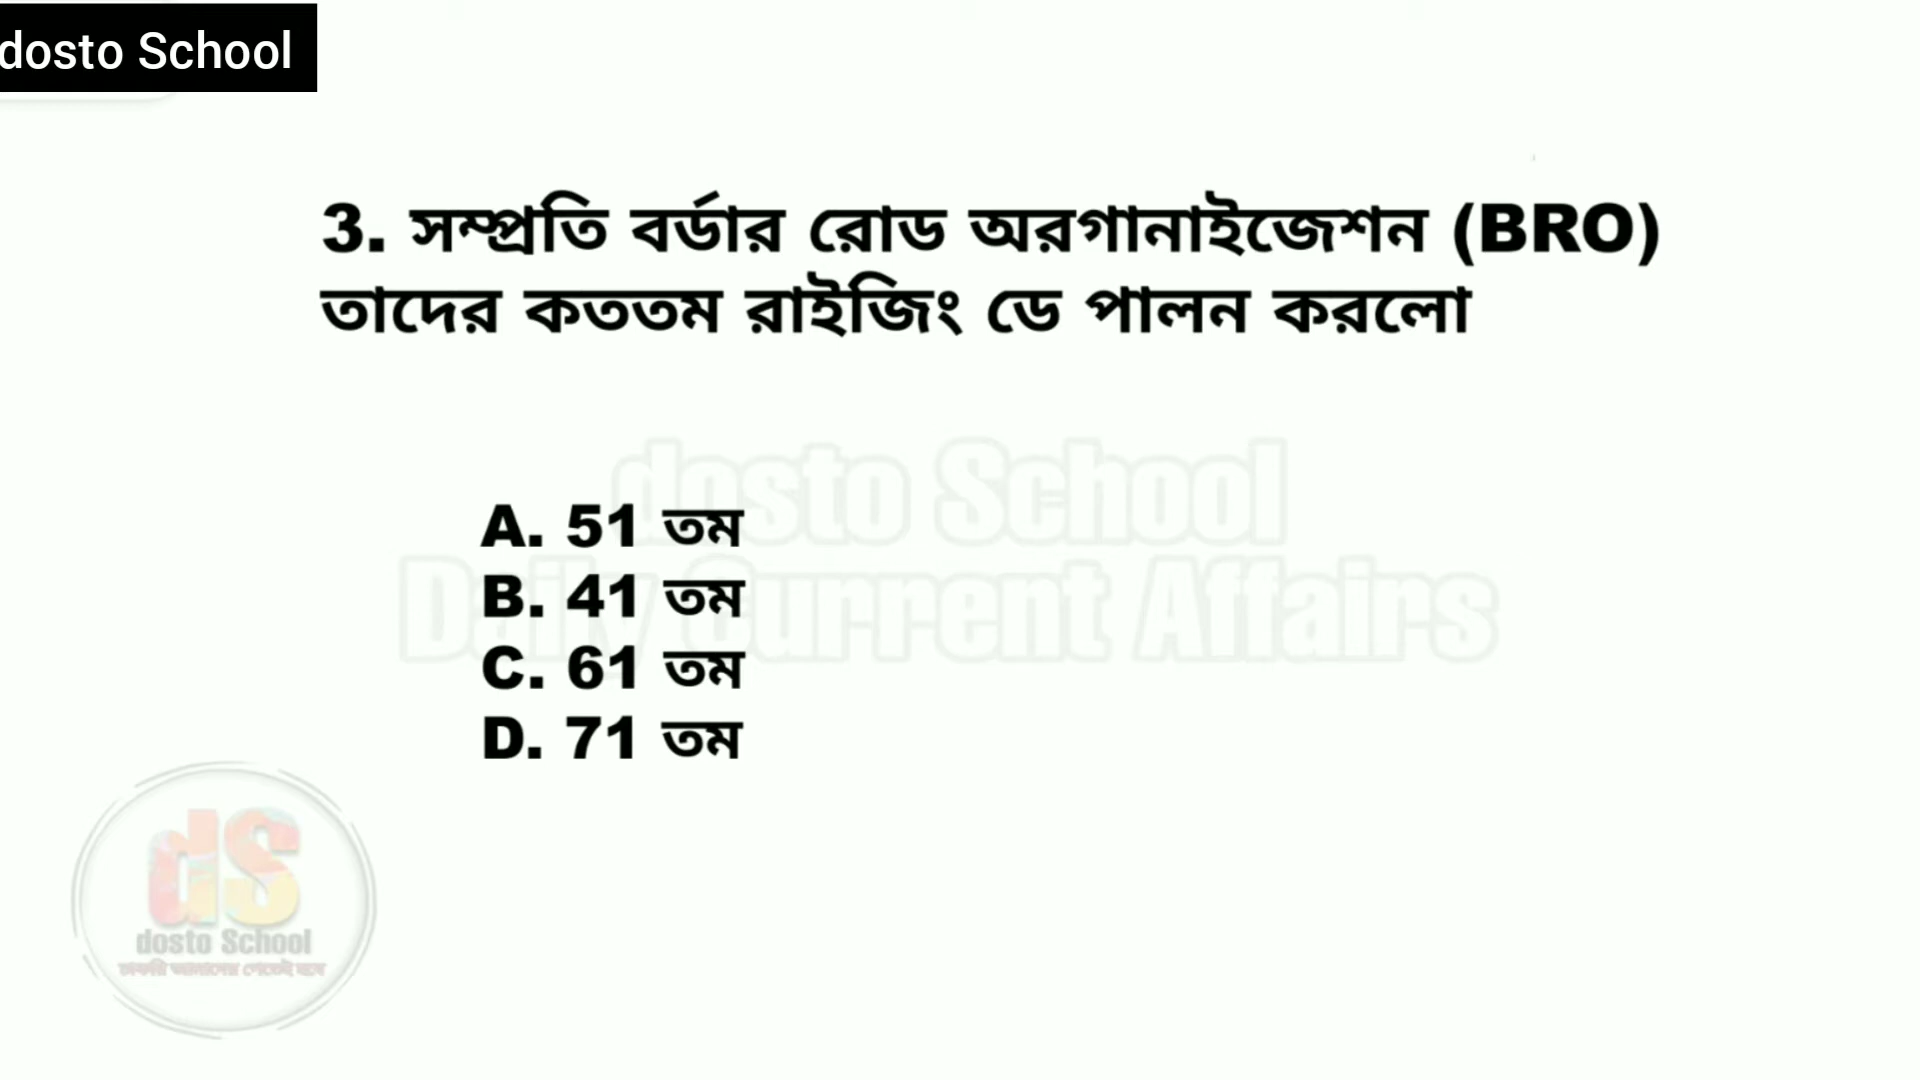 dosto School
3. সম্প্রতি বর্ডার রোড অরগানাইজেশন (BRO)
তাদের কততম রাইজিং ডে পালন করলো
dosto School
Daily Current Affairs
A. 51 তম
B. 41 তম
C. 61 তম
D. 71 তম
dS
dosto School